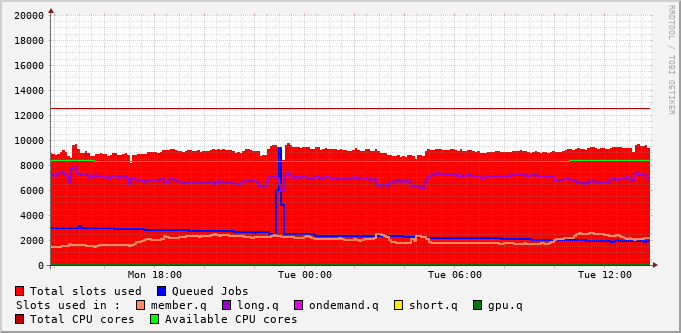 20000
18000
16000
14000
12000
10000
8000
6000
4000
2000
0
Mon 18:00 Tue 00:00 Tue 06:00 Tue 12:00
Total slots used Queued Jobs
Slots used in : member.q long.q ondemand.q short.q gpu.q
Total CPU cores Available CPU cores
RRDTOOL / TOBI OETIKER